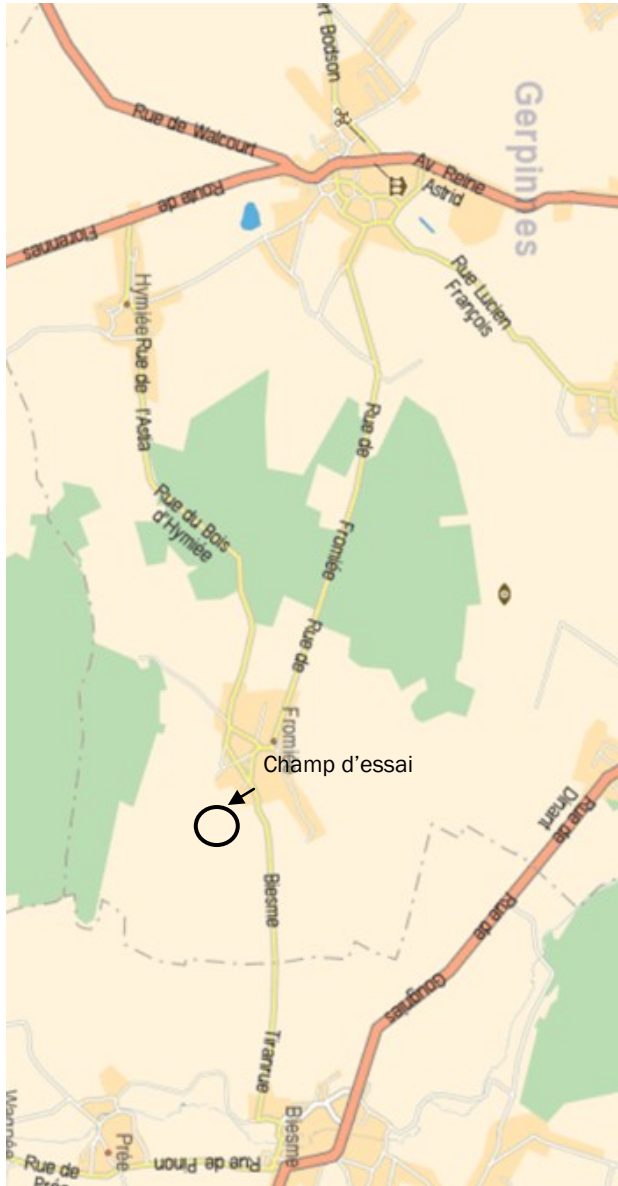 rt Bodson
Rue de Walcourt
Av. Reine
Astrid
Gerpinnes
Route de
Florennes
Rue Lucien
François
Hymiée
Rue de l'Asta
Rue de
Fromiée
Rue du Bois
d'Hymiée
Rue de
Fromiée
Champ d'essai
Rue de
Dinant
Biesme
Rue de
Gougnies
Tiranrue
Biesme
Prée
Rue de Pinon
Rue de